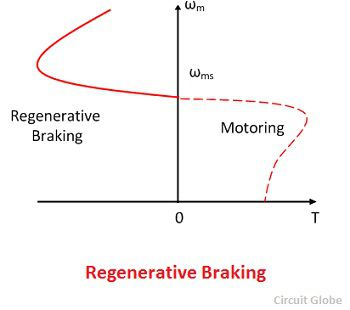 ωm
ωms
Regenerative
Braking
Motoring
0
T
Regenerative Braking
Circuit Globe